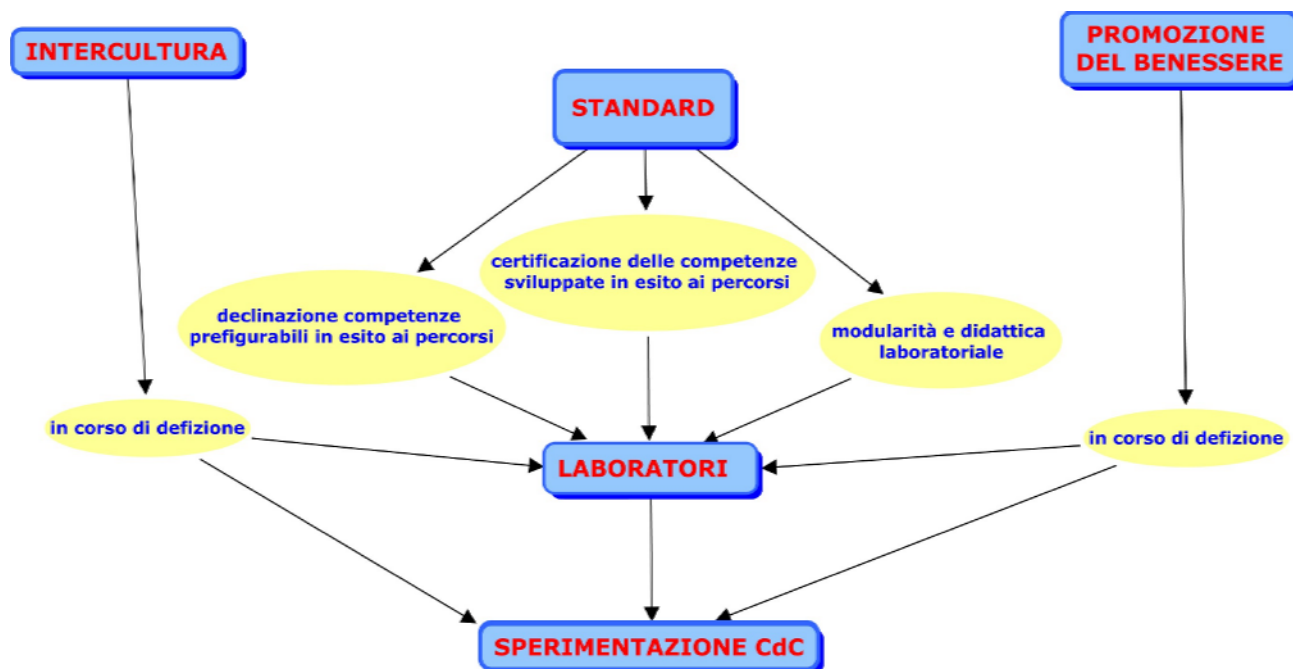 INTERCULTURA
PROMOZIONE
DEL BENESSERE
STANDARD
certificazione delle competenze
sviluppate in esito ai percorsi
declinazione competenze
prefigurabili in esito ai percorsi
modularità e didattica
laboratoriale
in corso di defizione
in corso di defizione
LABORATORI
SPERIMENTAZIONE CdC